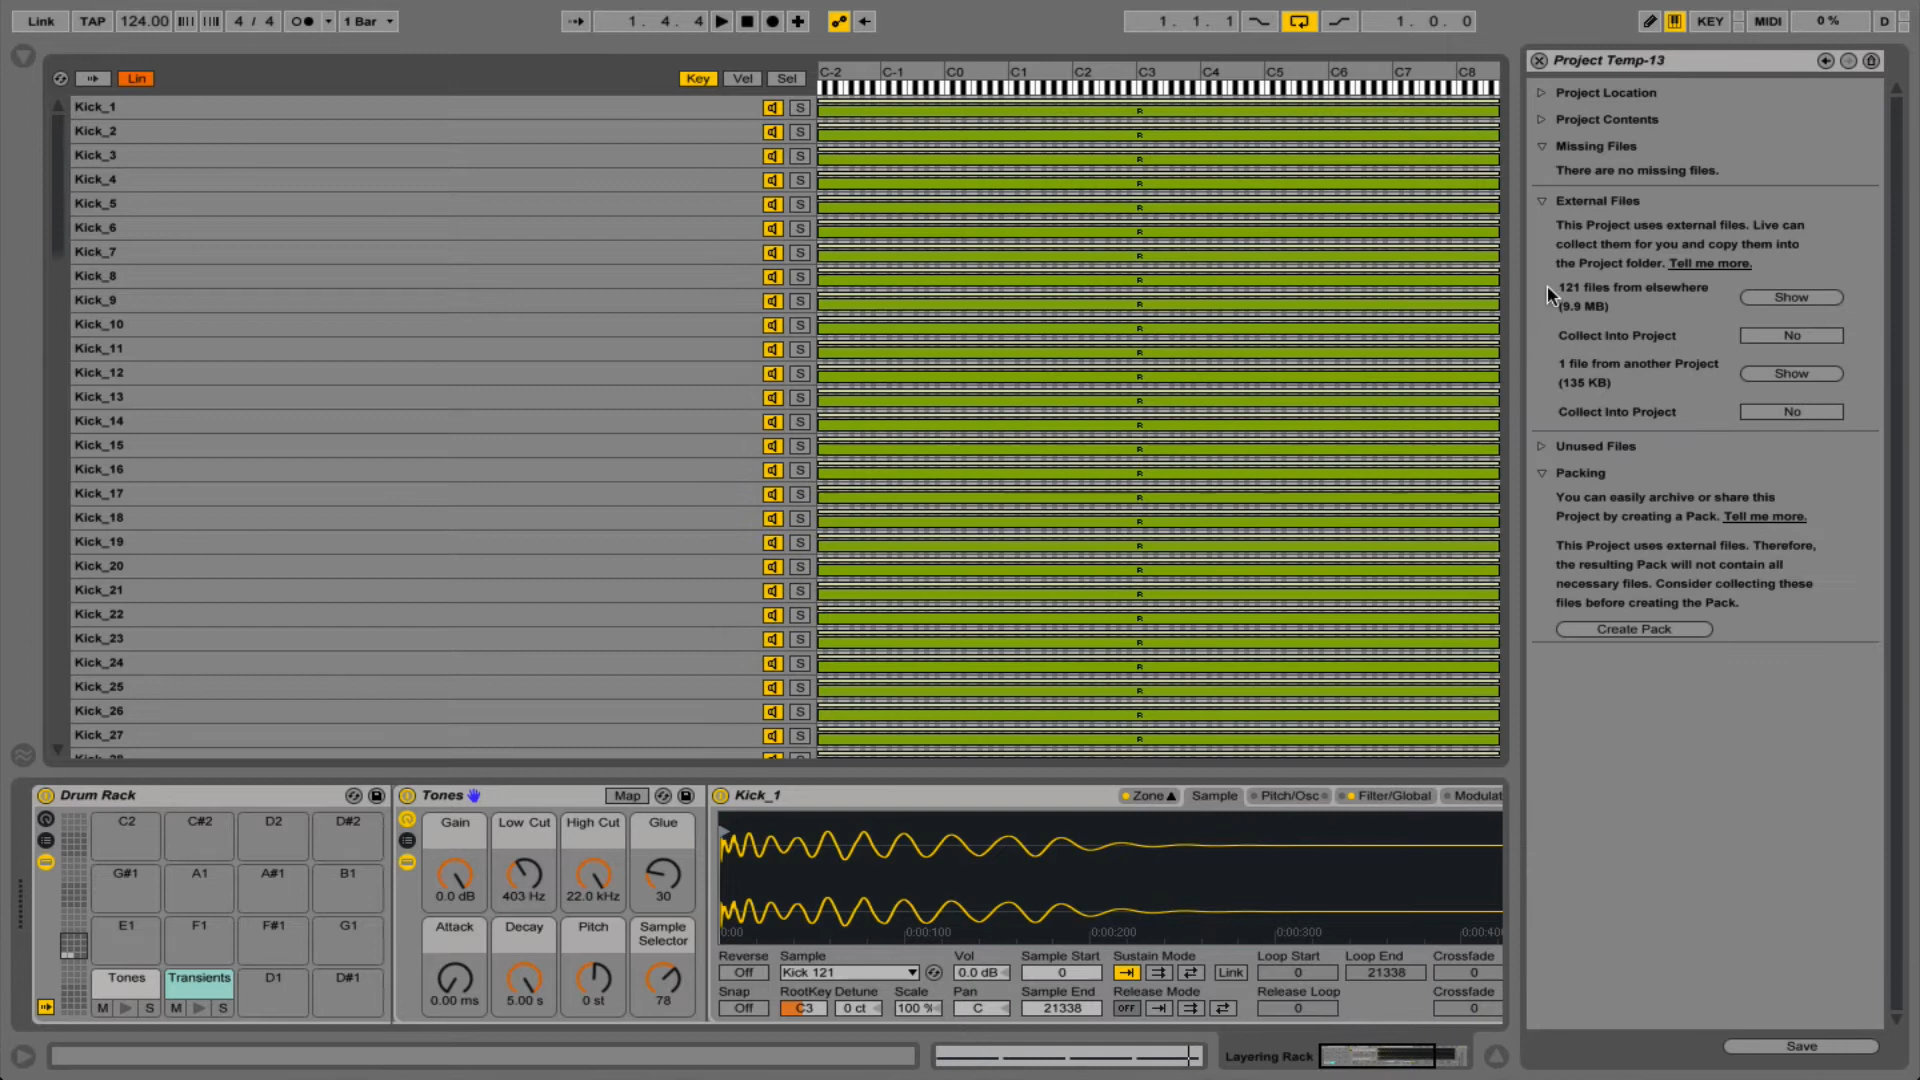 Link TAP 124.00 4 / 4 1 Bar 1. 4. 4 1. 1. 1 1. 0. 0 KEY MIDI 0 % D
Lin Key Vel Sel C-2 C-1 C0 C1 C2 C3 C4 C5 C6 C7 C8
Kick_1 S R
Kick_2 S R
Kick_3 S R
Kick_4 S R
Kick_5 S R
Kick_6 S R
Kick_7 S R
Kick_8 S R
Kick_9 S R
Kick_10 S R
Kick_11 S R
Kick_12 S R
Kick_13 S R
Kick_14 S R
Kick_15 S R
Kick_16 S R
Kick_17 S R
Kick_18 S R
Kick_19 S R
Kick_20 S R
Kick_21 S R
Kick_22 S R
Kick_23 S R
Kick_24 S R
Kick_25 S R
Kick_26 S R
Kick_27 S R
Project Temp-13
Project Location
Project Contents
Missing Files
There are no missing files.
External Files
This Project uses external files. Live can
collect them for you and copy them into
the Project folder. Tell me more.
121 files from elsewhere
(9.9 MB)
Show
Collect Into Project No
1 file from another Project
(135 KB)
Show
Collect Into Project No
Unused Files
Packing
You can easily archive or share this
Project by creating a Pack. Tell me more.
This Project uses external files. Therefore,
the resulting Pack will not contain all
necessary files. Consider collecting these
files before creating the Pack.
Create Pack
Save
Drum Rack
C2 C#2 D2 D#2
G#1 A1 A#1 B1
E1 F1 F#1 G1
Tones Transients D1 D#1
M S M S
Tones Map
Gain Low Cut High Cut Glue
0.0 dB 403 Hz 22.0 kHz 30
Attack Decay Pitch Sample
Selector
0.00 ms 5.00 s 0 st 78
Kick_1 Zone Sample Pitch/Osc Filter/Global Modulat
0:00 0:00:100 0:00:200 0:00:300 0:00:40
Reverse Sample Vol Sample Start Sustain Mode Loop Start Loop End Crossfade
Off Kick 121 0.0 dB 0 Link 0 21338 0
Snap RootKey Detune Scale Pan Sample End Release Mode Release Loop Crossfade
Off C3 0 ct 100 % C 21338 OFF 0 0
Layering Rack